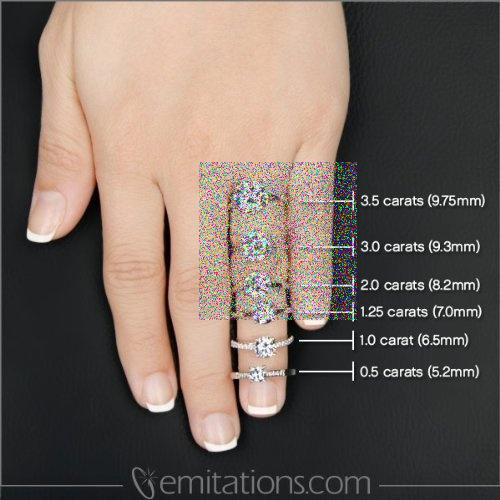 3.5 carats (9.75mm)
3.0 carats (9.3mm)
2.0 carats (8.2mm)
1.25 carats (7.0mm)
1.0 carat (6.5mm)
0.5 carats (5.2mm)
emitations.com